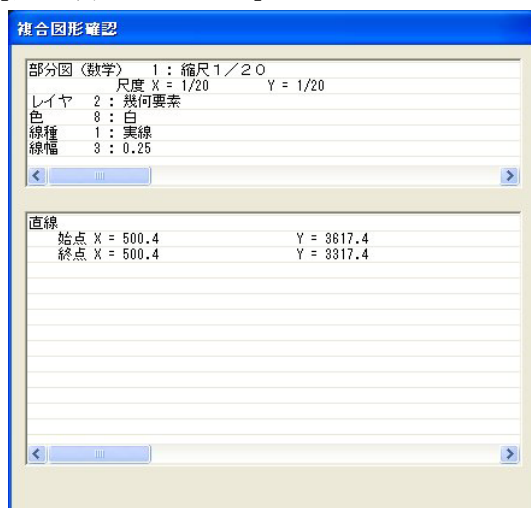 複合図形確認
部分図（数学） 1：縮尺１／２０
尺度 X = 1/20 Y = 1/20
レイヤ 2：幾何要素
色 8：白
線種 1：実線
線幅 3：0.25
直線
始点 X = 500.4 Y = 3617.4
終点 X = 500.4 Y = 3317.4